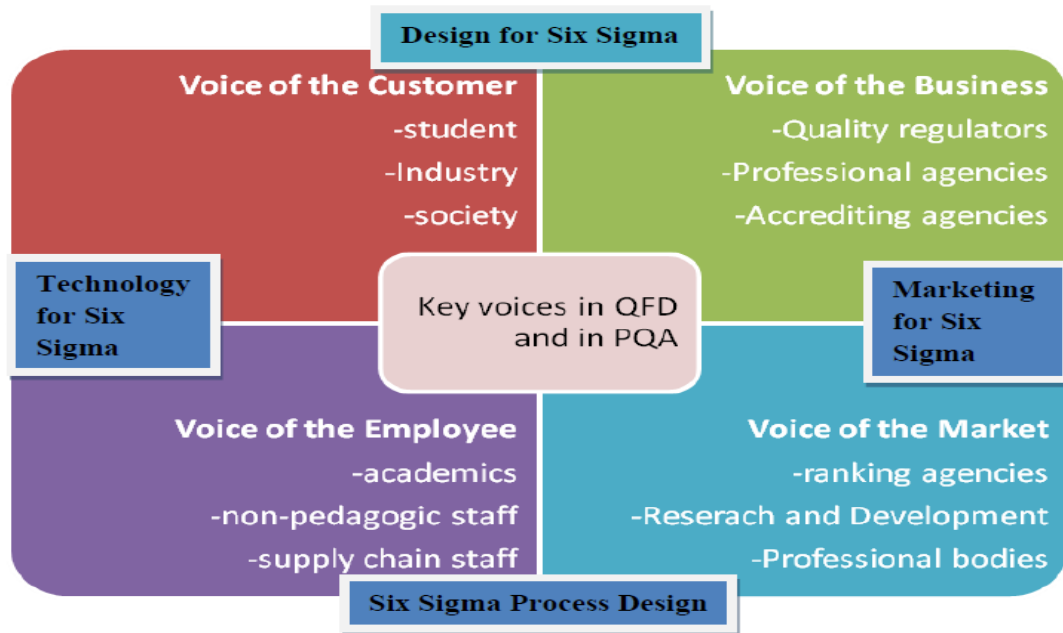 Design for Six Sigma
Voice of the Customer
-student
-Industry
-society
Voice of the Business
-Quality regulators
-Professional agencies
-Accrediting agencies
Technology
for Six
Sigma
Key voices in QFD
and in PQA
Marketing
for Six
Sigma
Voice of the Employee
-academics
-non-pedagogic staff
-supply chain staff
Voice of the Market
-ranking agencies
-Reserach and Development
-Professional bodies
Six Sigma Process Design